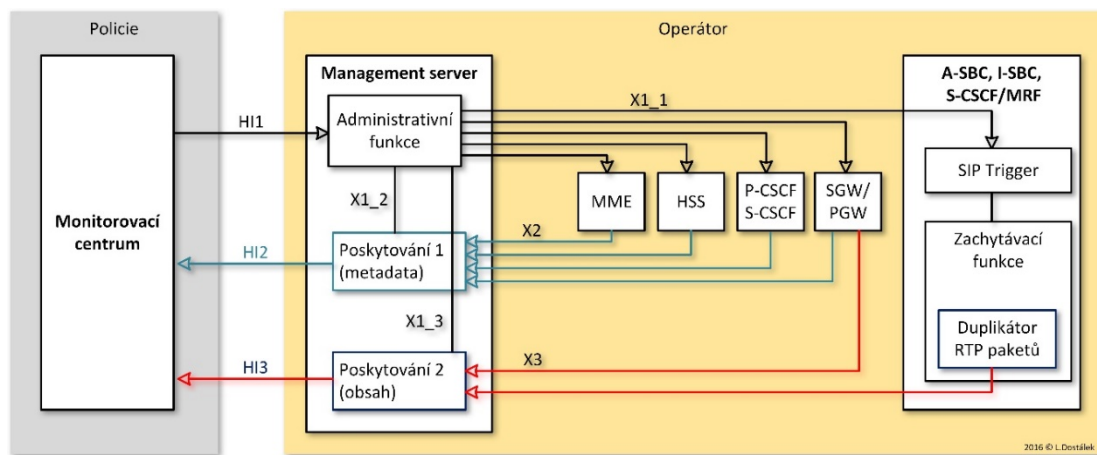 Policie
Operátor
Monitorovací
centrum
HI1
HI2
HI3
Management server
Administrativní
funkce
X1_1
X1_2
Poskytování 1
(metadata)
X1_3
Poskytování 2
(obsah)
X2
X3
MME
HSS
P-CSCF
S-CSCF
SGW/
PGW
A-SBC, I-SBC,
S-CSCF/MRF
SIP Trigger
Zachytávací
funkce
Duplikátor
RTP paketů
2016 © L.Dostálek